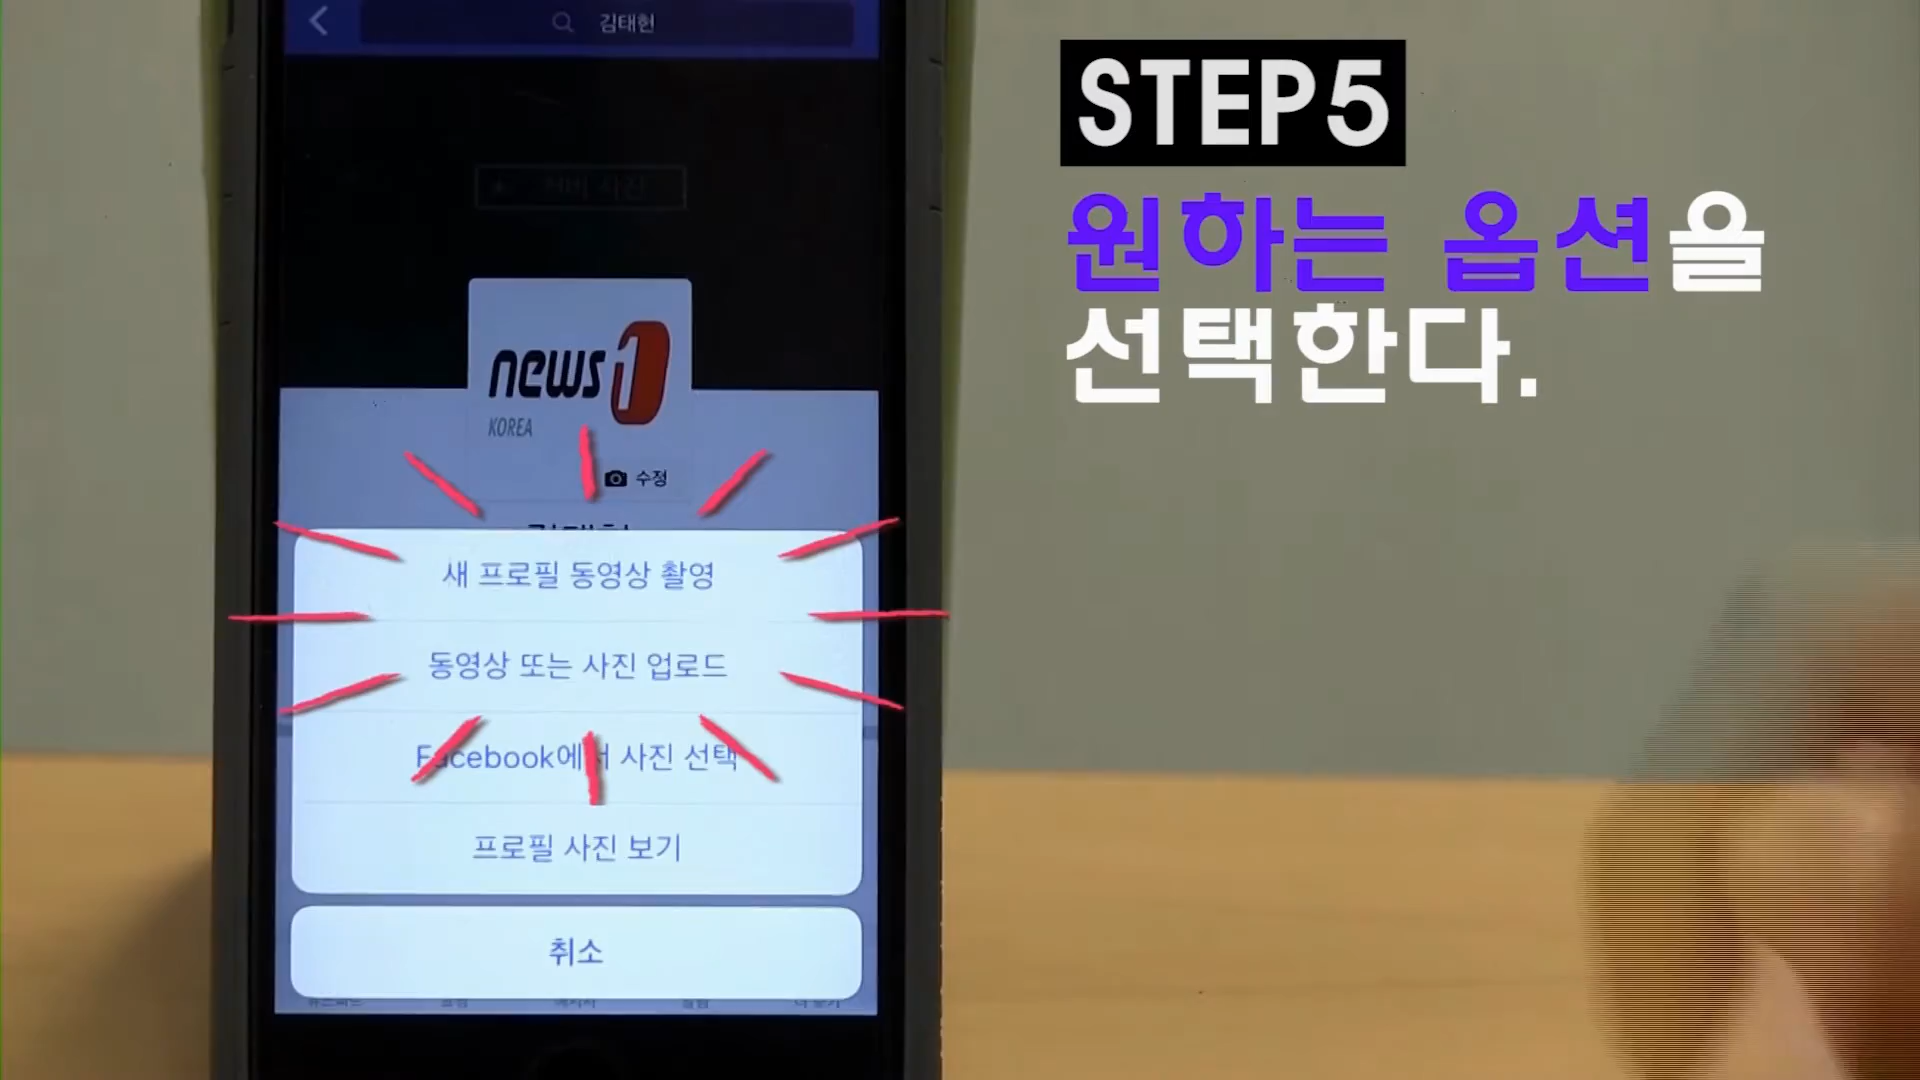 김태헌
STEP5
원하는 옵션을
선택한다.
news1
KOREA
수정
새 프로필 동영상 촬영
동영상 또는 사진 업로드
Facebook에서 사진 선택
프로필 사진 보기
취소